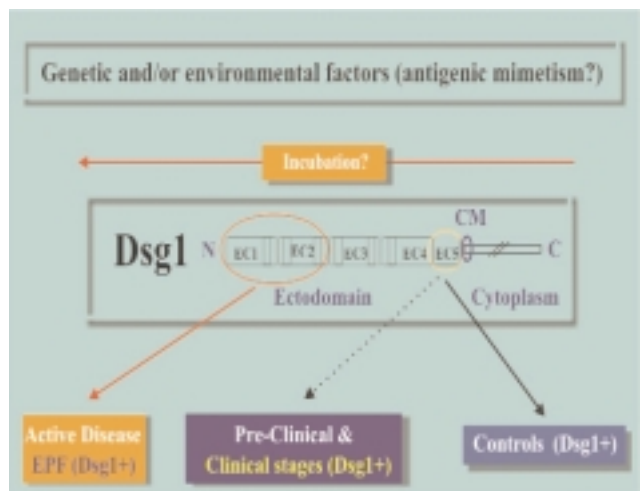 Genetic and/or environmental factors (antigenic mimetism?)
Incubation?
CM
Dsg1 N EC1 EC2 EC3 EC4 EC5 C
Ectodomain Cytoplasm
Active Disease
EPF (Dsg1+)
Pre-Clinical &
Clinical stages (Dsg1+)
Controls (Dsg1+)